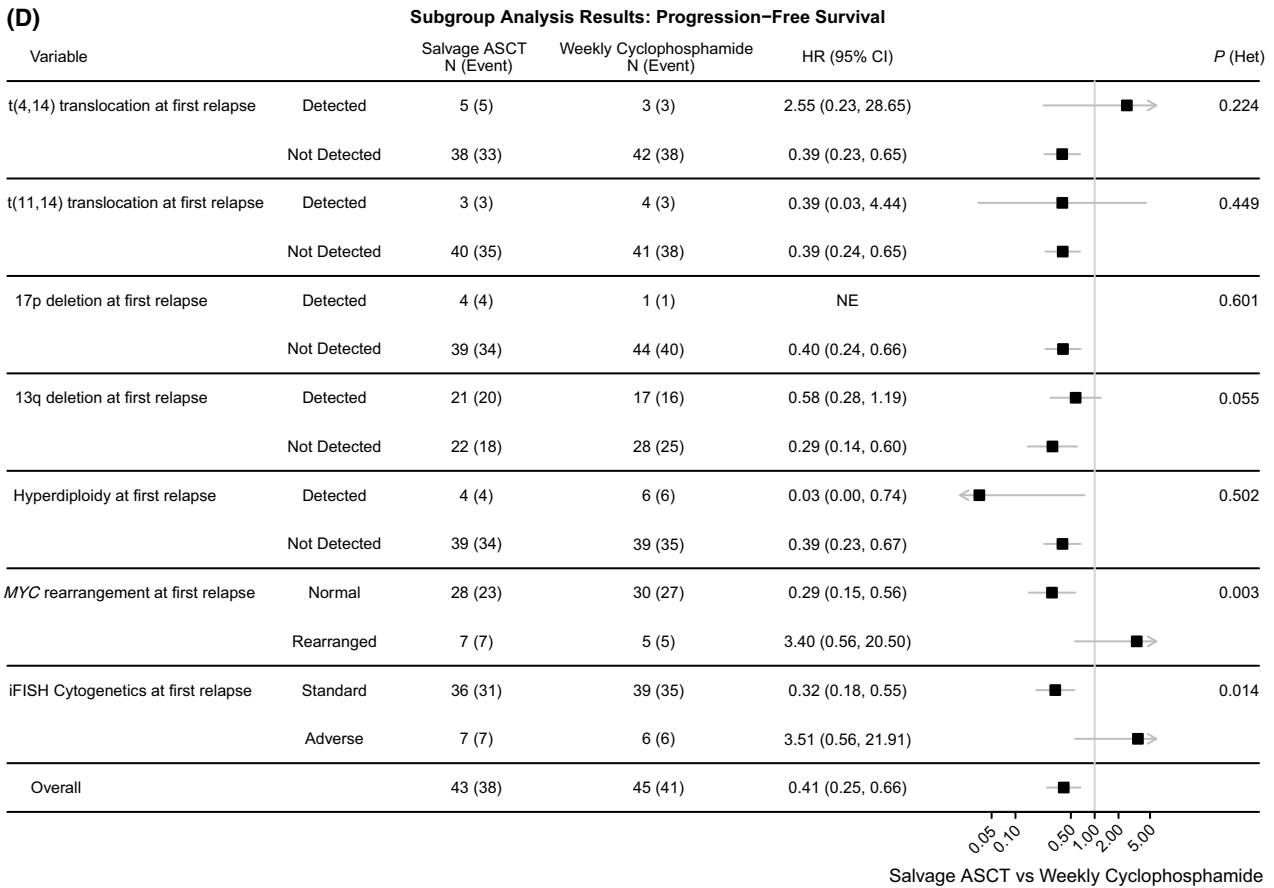 (D)
Subgroup Analysis Results: Progression−Free Survival
Variable Salvage ASCT N (Event) Weekly Cyclophosphamide N (Event) HR (95% CI) P (Het)
t(4,14) translocation at first relapse Detected 5 (5) 3 (3) 2.55 (0.23, 28.65) 0.224
Not Detected 38 (33) 42 (38) 0.39 (0.23, 0.65)
t(11,14) translocation at first relapse Detected 3 (3) 4 (3) 0.39 (0.03, 4.44) 0.449
Not Detected 40 (35) 41 (38) 0.39 (0.24, 0.65)
17p deletion at first relapse Detected 4 (4) 1 (1) NE 0.601
Not Detected 39 (34) 44 (40) 0.40 (0.24, 0.66)
13q deletion at first relapse Detected 21 (20) 17 (16) 0.58 (0.28, 1.19) 0.055
Not Detected 22 (18) 28 (25) 0.29 (0.14, 0.60)
Hyperdiploidy at first relapse Detected 4 (4) 6 (6) 0.03 (0.00, 0.74) 0.502
Not Detected 39 (34) 39 (35) 0.39 (0.23, 0.67)
MYC rearrangement at first relapse Normal 28 (23) 30 (27) 0.29 (0.15, 0.56) 0.003
Rearranged 7 (7) 5 (5) 3.40 (0.56, 20.50)
iFISH Cytogenetics at first relapse Standard 36 (31) 39 (35) 0.32 (0.18, 0.55) 0.014
Adverse 7 (7) 6 (6) 3.51 (0.56, 21.91)
Overall 43 (38) 45 (41) 0.41 (0.25, 0.66)
0.05 0.10 0.50 1.00 2.00 5.00
Salvage ASCT vs Weekly Cyclophosphamide